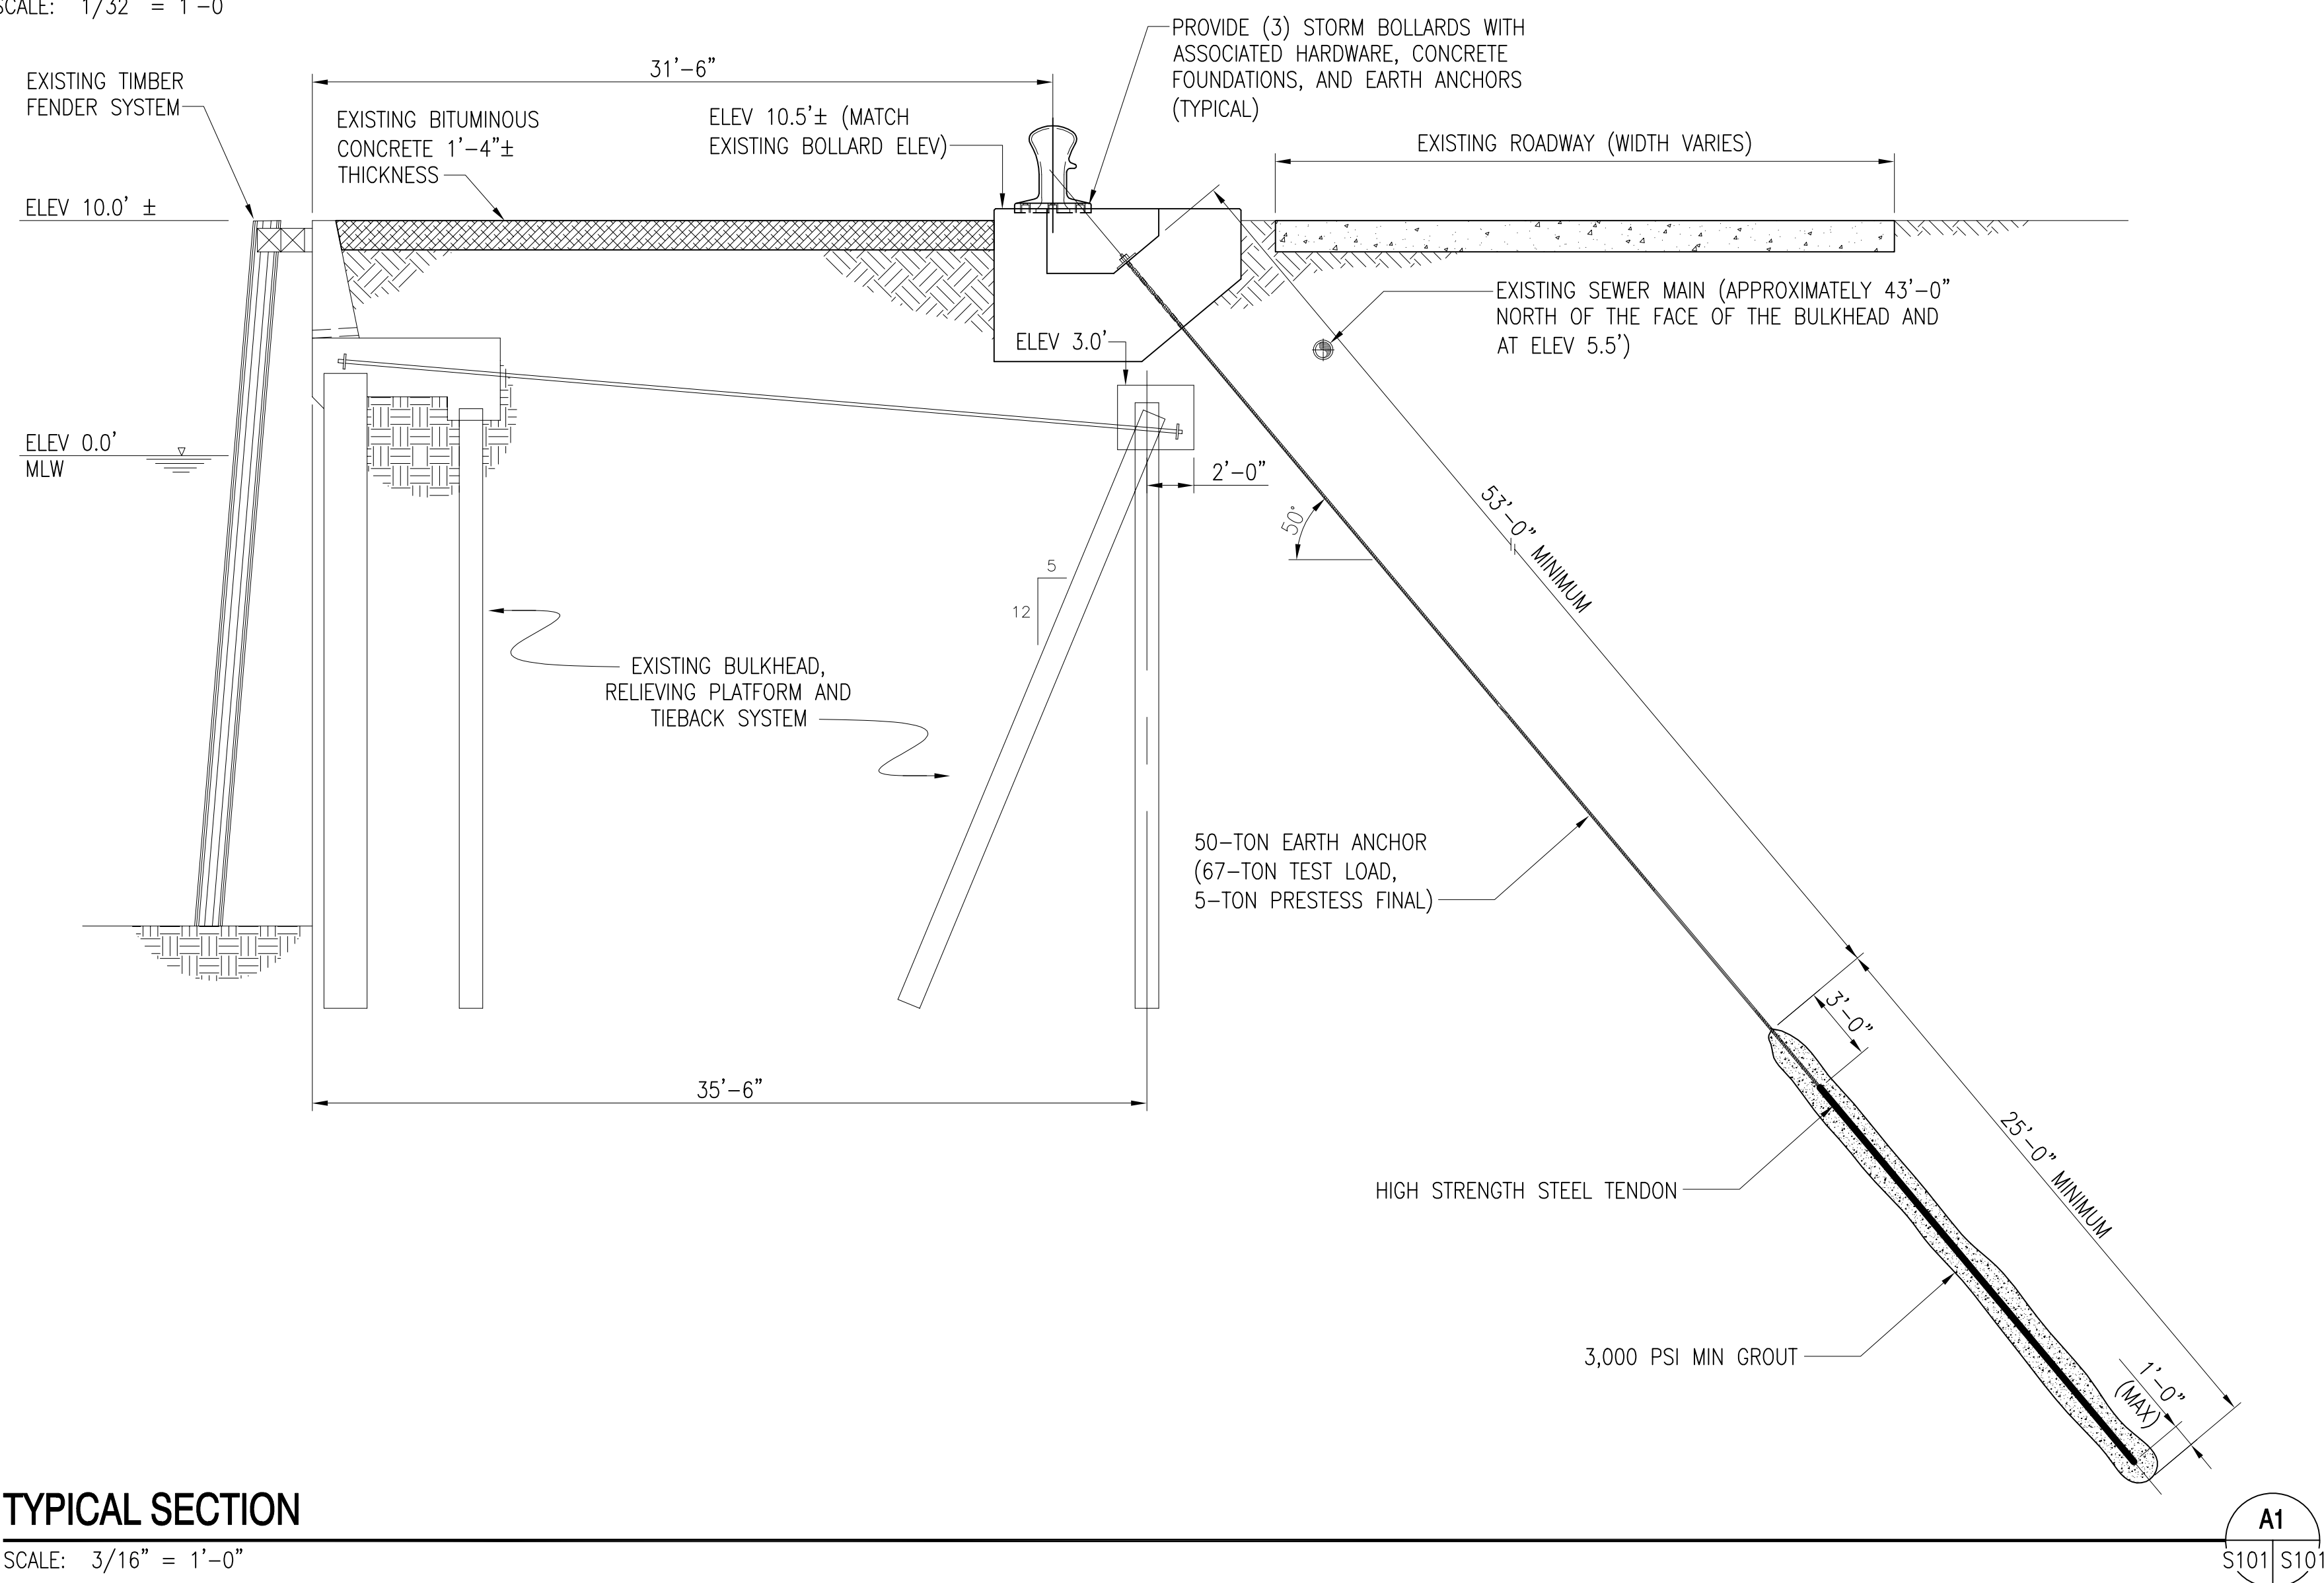 SCALE: 1/32" = 1'-0"
PROVIDE (3) STORM BOLLARDS WITH
ASSOCIATED HARDWARE, CONCRETE
FOUNDATIONS, AND EARTH ANCHORS
(TYPICAL)
31'-6"
EXISTING TIMBER
FENDER SYSTEM
EXISTING BITUMINOUS
CONCRETE 1'-4"±
THICKNESS
ELEV 10.5'± (MATCH
EXISTING BOLLARD ELEV)
EXISTING ROADWAY (WIDTH VARIES)
ELEV 10.0' ±
EXISTING SEWER MAIN (APPROXIMATELY 43'-0"
NORTH OF THE FACE OF THE BULKHEAD AND
AT ELEV 5.5')
ELEV 3.0'
ELEV 0.0'
MLW
2'-0"
50°
53'-0" MINIMUM
5
12
EXISTING BULKHEAD,
RELIEVING PLATFORM AND
TIEBACK SYSTEM
50-TON EARTH ANCHOR
(67-TON TEST LOAD,
5-TON PRESTESS FINAL)
3'-0"
35'-6"
25'-0" MINIMUM
HIGH STRENGTH STEEL TENDON
3,000 PSI MIN GROUT
1'-0"
(MAX)
TYPICAL SECTION
SCALE: 3/16" = 1'-0"
A1
S101 S101